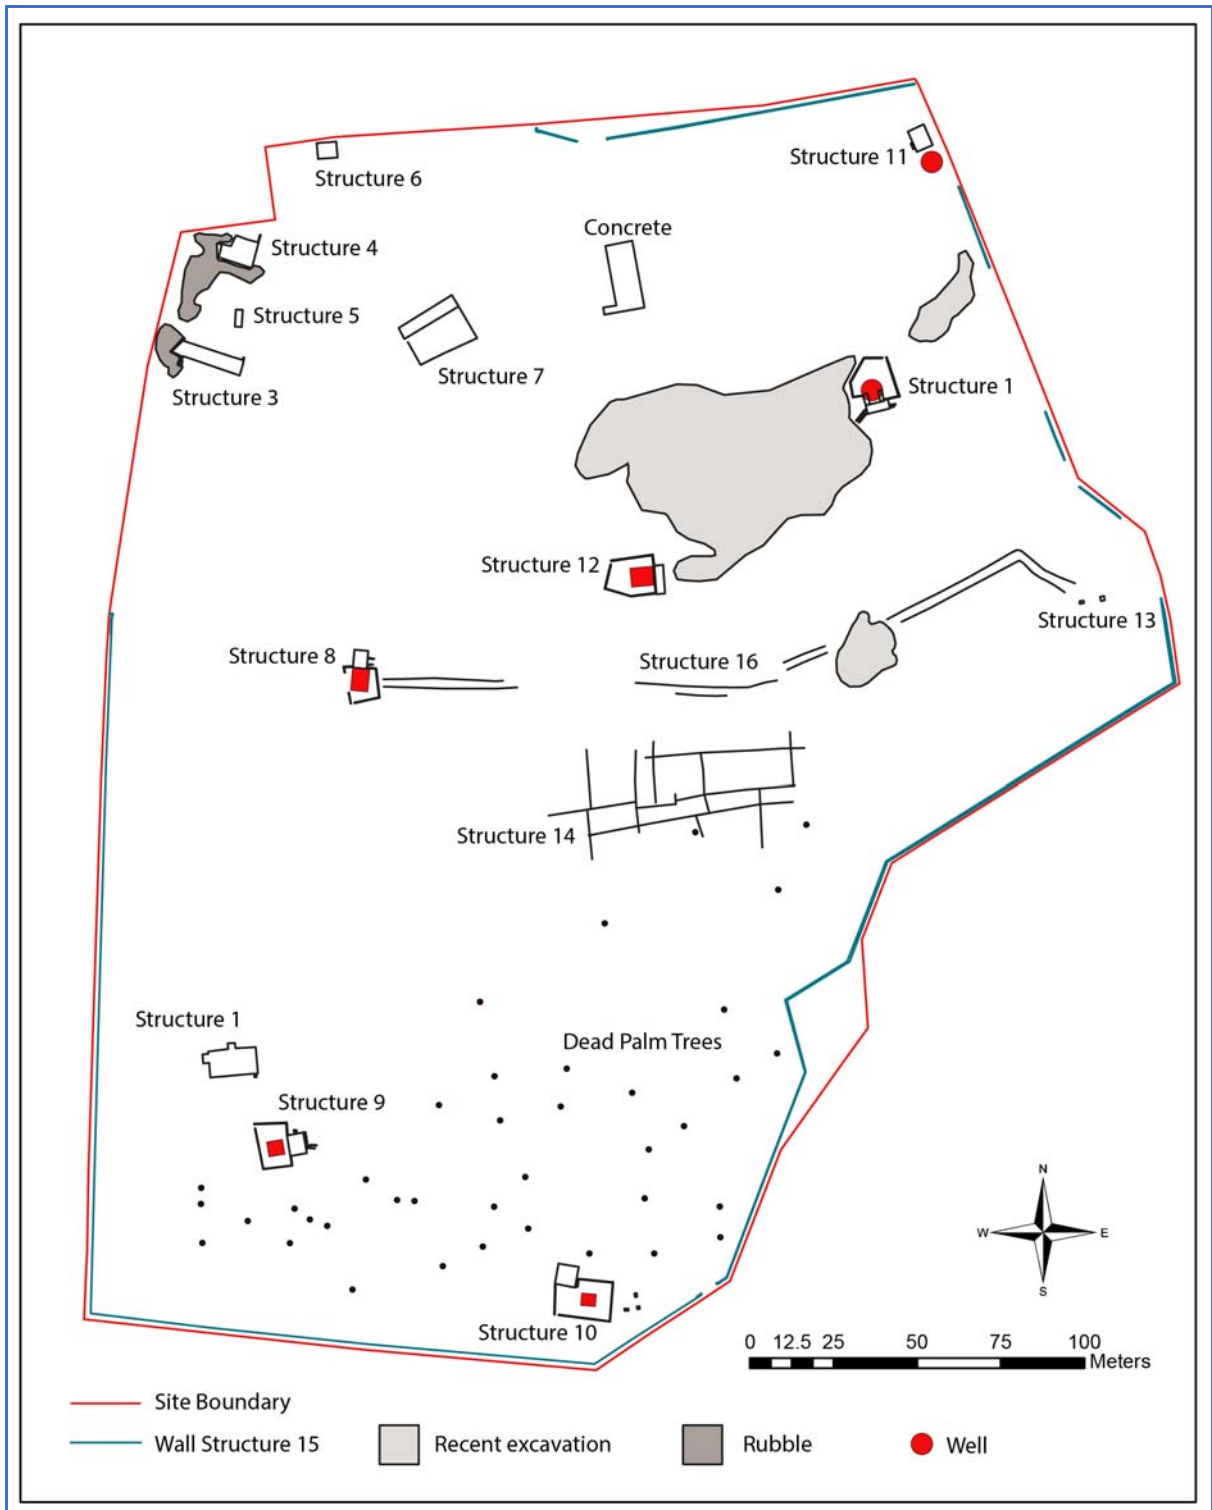 Structure 11
Structure 6
Concrete
Structure 4
Structure 5
Structure 7
Structure 1
Structure 3
Structure 12
Structure 13
Structure 8
Structure 16
Structure 14
Structure 1
Dead Palm Trees
Structure 9
N
W E
S
Structure 10
0 12.5 25 50 75 100
Meters
Site Boundary
Wall Structure 15
Recent excavation
Rubble
Well